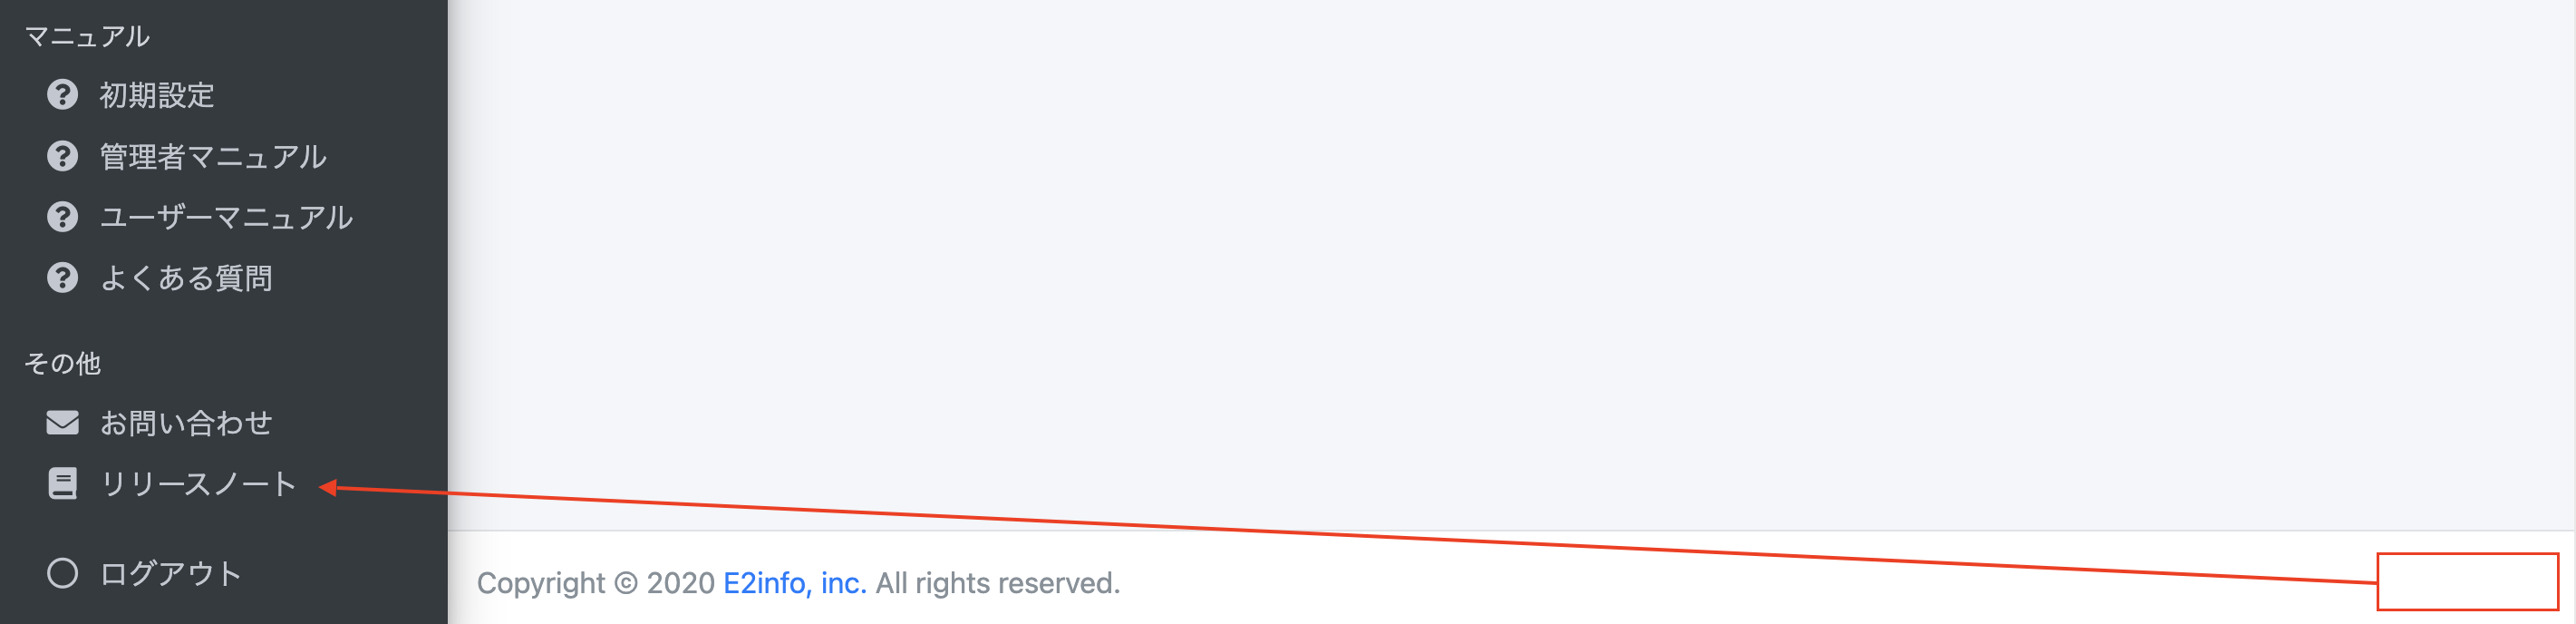 マニュアル
初期設定
管理者マニュアル
ユーザーマニュアル
よくある質問
その他
お問い合わせ
リリースノート
ログアウト
Copyright © 2020 E2info, inc. All rights reserved.